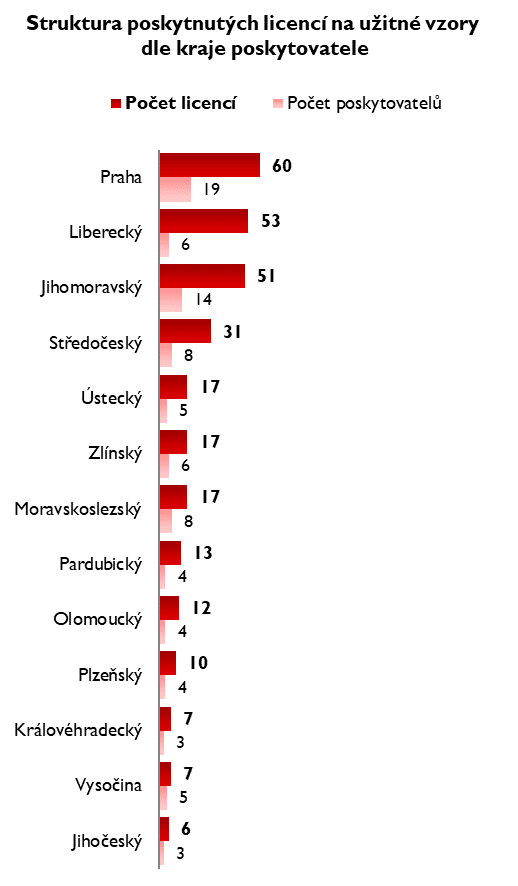 Struktura poskytnutých licencí na užitné vzory
dle kraje poskytovatele
Počet licencí Počet poskytovatelů
Praha 60
19
Liberecký 53
6
Jihomoravský 51
14
Středočeský 31
8
Ústecký 17
5
Zlínský 17
6
Moravskoslezský 17
8
Pardubický 13
4
Olomoucký 12
4
Plzeňský 10
4
Královéhradecký 7
3
Vysočina 7
5
Jihočeský 6
3